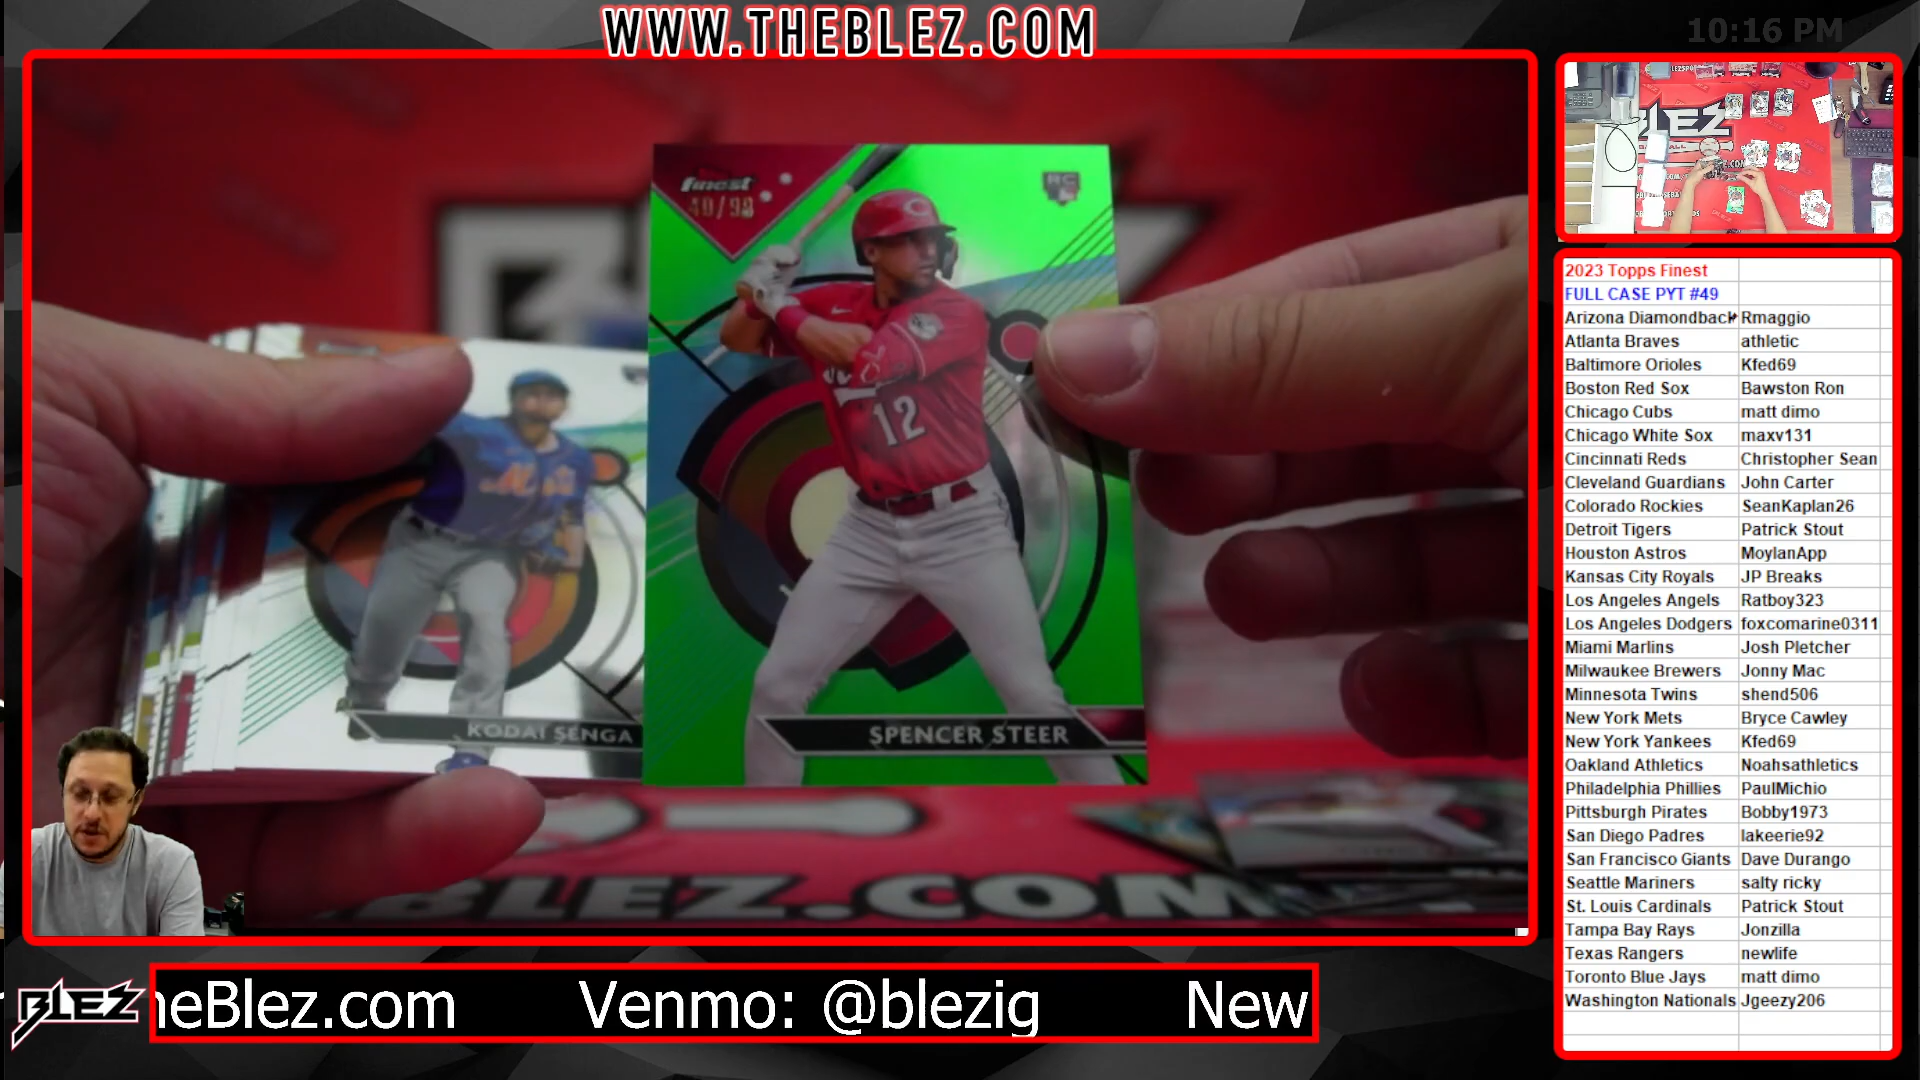 WWW.THEBLEZ.COM
10:16 PM
finest
RC
12
SPENCER STEER
KODAI SENGA
BLEZ.COM
BLEZ
2023 Topps Finest
FULL CASE PYT #49
Arizona Diamondback Rmaggio
Atlanta Braves athletic
Baltimore Orioles Kfed69
Boston Red Sox Bawston Ron
Chicago Cubs matt dimo
Chicago White Sox maxv131
Cincinnati Reds Christopher Sean
Cleveland Guardians John Carter
Colorado Rockies SeanKaplan26
Detroit Tigers Patrick Stout
Houston Astros MoylanApp
Kansas City Royals JP Breaks
Los Angeles Angels Ratboy323
Los Angeles Dodgers foxcomarine0311
Miami Marlins Josh Pletcher
Milwaukee Brewers Jonny Mac
Minnesota Twins shend506
New York Mets Bryce Cawley
New York Yankees Kfed69
Oakland Athletics Noahsathletics
Philadelphia Phillies PaulMichio
Pittsburgh Pirates Bobby1973
San Diego Padres lakeerie92
San Francisco Giants Dave Durango
Seattle Mariners salty ricky
St. Louis Cardinals Patrick Stout
Tampa Bay Rays Jonzilla
Texas Rangers newlife
Toronto Blue Jays matt dimo
Washington Nationals Jgeezy206
BLEZ
heBlez.com Venmo: @blezig New